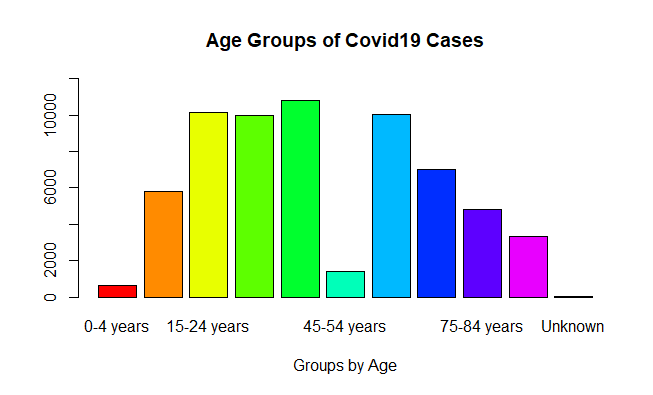 Age Groups of Covid19 Cases
10000
6000
2000
0
0-4 years 15-24 years 45-54 years 75-84 years Unknown
Groups by Age